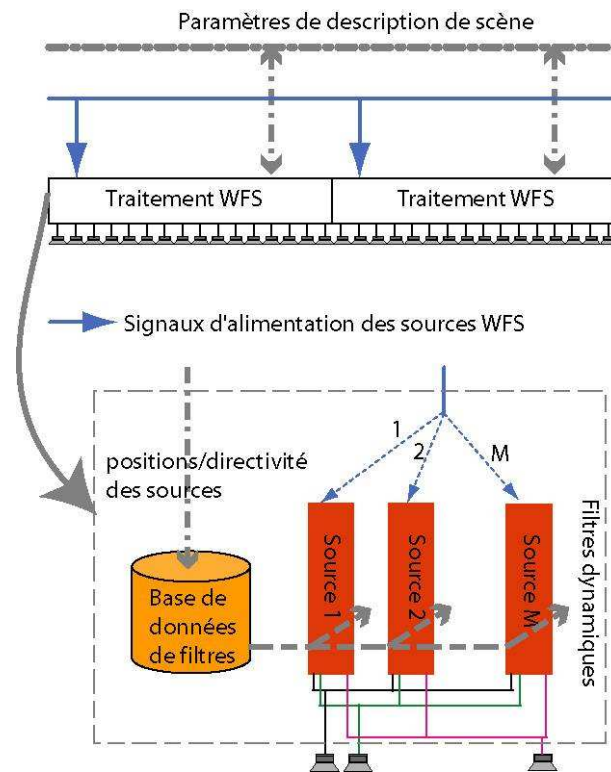 Paramètres de description de scène
Traitement WFS
Traitement WFS
Signaux d'alimentation des sources WFS
1
2
M
positions/directivité
des sources
Filtres dynamiques
Source 1
Source 2
Source M
Base de
données
de filtres